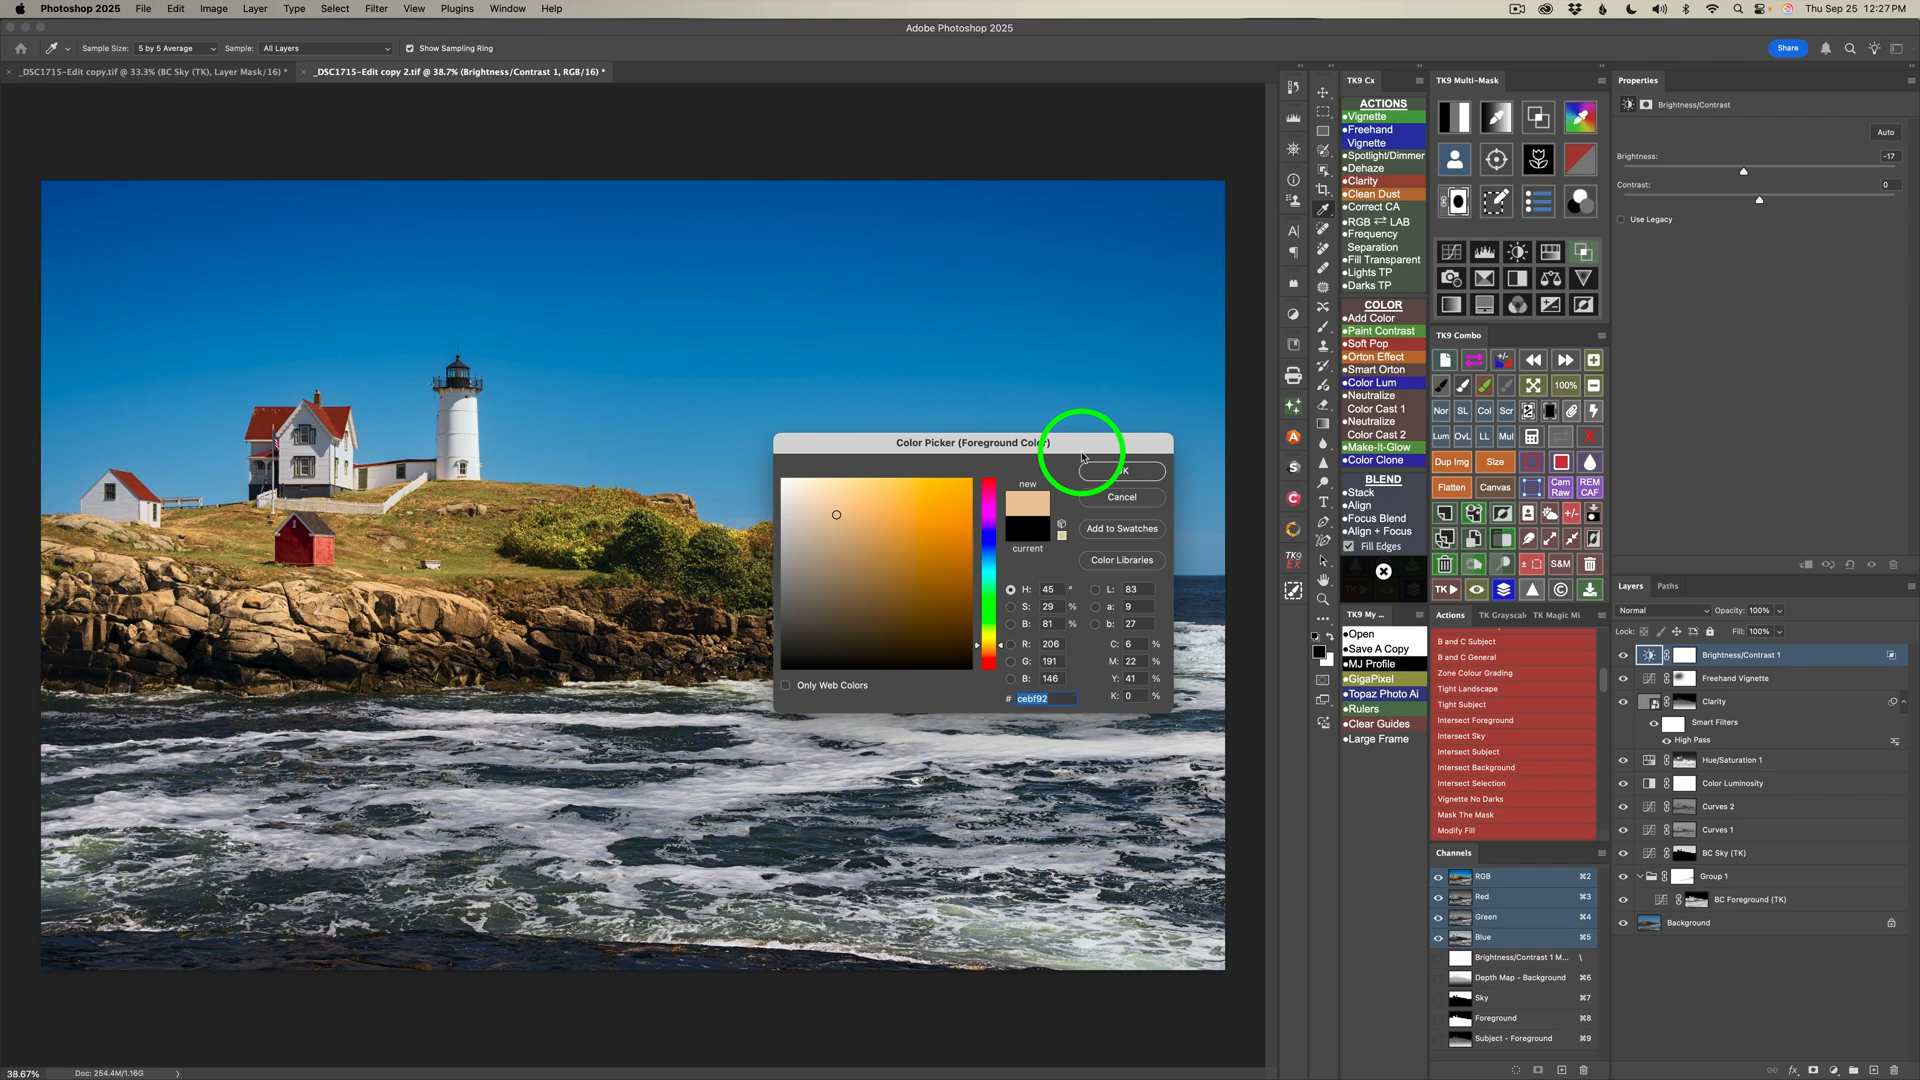 Photoshop 2025 File Edit Image Layer Type Select Filter View Plugins Window Help Thu Sep 25 12:27 PM
Adobe Photoshop 2025
Sample Size: 5 by 5 Average Sample: All Layers Show Sampling Ring Share
_DSC1715-Edit copy.tif @ 33.3% (BC Sky (TK), Layer Mask/16) *
_DSC1715-Edit copy 2.tif @ 38.7% (Brightness/Contrast 1, RGB/16) *
Color Picker (Foreground Color)
new
current
Cancel
Add to Swatches
Color Libraries
H: 45 °
S: 29 %
B: 81 %
R: 206
G: 191
B: 146
L: 83
a: 9
b: 27
C: 6 %
M: 22 %
Y: 41 %
K: 0 %
# cebf92
Only Web Colors
38.67% Doc: 254.4M/1.16G
TK9 Cx
ACTIONS
Vignette
Freehand
Vignette
Spotlight/Dimmer
Dehaze
Clarity
Clean Dust
Correct CA
RGB ⇄ LAB
Frequency
Separation
Fill Transparent
Lights TP
Darks TP
COLOR
Add Color
Paint Contrast
Soft Pop
Orton Effect
Smart Orton
Color Lum
Neutralize
Color Cast 1
Neutralize
Color Cast 2
Make-It-Glow
Color Clone
BLEND
Stack
Align
Focus Blend
Align + Focus
Fill Edges
TK9 My ...
Open
Save A Copy
MJ Profile
GigaPixel
Topaz Photo Ai
Rulers
Clear Guides
Large Frame
TK9 Multi-Mask
TK9 Combo
100%
Nor SL Col Scr
Lum OvL LL Mul
Dup Img Size
Flatten Canvas Cam Raw REM CAF
S&M
TK
Actions TK Grayscal TK Magic Mi
B and C Subject
B and C General
Zone Colour Grading
Tight Landscape
Tight Subject
Intersect Foreground
Intersect Sky
Intersect Subject
Intersect Background
Intersect Selection
Vignette No Darks
Mask The Mask
Modify Fill
Channels
RGB ⌘2
Red ⌘3
Green ⌘4
Blue ⌘5
Brightness/Contrast 1 M... \
Depth Map - Background ⌘6
Sky ⌘7
Foreground ⌘8
Subject - Foreground ⌘9
Properties
Brightness/Contrast
Auto
Brightness: -17
Contrast: 0
Use Legacy
Layers Paths
Normal Opacity: 100%
Lock: Fill: 100%
Brightness/Contrast 1
Freehand Vignette
Clarity
Smart Filters
High Pass
Hue/Saturation 1
Color Luminosity
Curves 2
Curves 1
BC Sky (TK)
Group 1
BC Foreground (TK)
Background